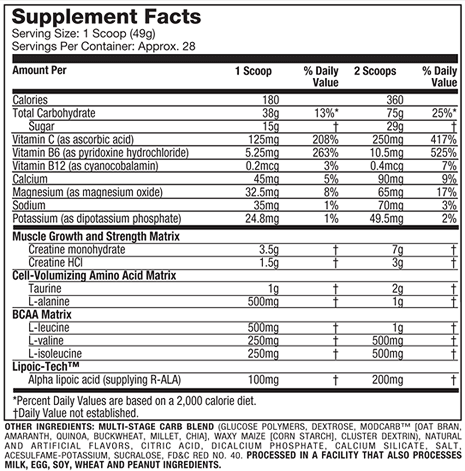 Supplement Facts
Serving Size: 1 Scoop (49g)
Servings Per Container: Approx. 28
Amount Per 1 Scoop % Daily Value 2 Scoops % Daily Value
Calories 180 360
Total Carbohydrate 38g 13%* 75g 25%*
Sugar 15g † 29g †
Vitamin C (as ascorbic acid) 125mg 208% 250mg 417%
Vitamin B6 (as pyridoxine hydrochloride) 5.25mg 263% 10.5mg 525%
Vitamin B12 (as cyanocobalamin) 0.2mcg 3% 0.4mcg 7%
Calcium 45mg 5% 90mg 9%
Magnesium (as magnesium oxide) 32.5mg 8% 65mg 17%
Sodium 35mg 1% 70mg 3%
Potassium (as dipotassium phosphate) 24.8mg 1% 49.5mg 2%
Muscle Growth and Strength Matrix
Creatine monohydrate 3.5g † 7g †
Creatine HCl 1.5g † 3g †
Cell-Volumizing Amino Acid Matrix
Taurine 1g † 2g †
L-alanine 500mg † 1g †
BCAA Matrix
L-leucine 500mg † 1g †
L-valine 250mg † 500mg †
L-isoleucine 250mg † 500mg †
Lipoic-Tech™
Alpha lipoic acid (supplying R-ALA) 100mg † 200mg †
*Percent Daily Values are based on a 2,000 calorie diet.
†Daily Value not established.
OTHER INGREDIENTS: MULTI-STAGE CARB BLEND (GLUCOSE POLYMERS, DEXTROSE, MODCARB™ [OAT BRAN,
AMARANTH, QUINOA, BUCKWHEAT, MILLET, CHIA], WAXY MAIZE [CORN STARCH], CLUSTER DEXTRIN), NATURAL
AND ARTIFICIAL FLAVORS, CITRIC ACID, DICALCIUM PHOSPHATE, CALCIUM SILICATE, SALT,
ACESULFAME-POTASSIUM, SUCRALOSE, FD&C RED NO. 40. PROCESSED IN A FACILITY THAT ALSO PROCESSES
MILK, EGG, SOY, WHEAT AND PEANUT INGREDIENTS.